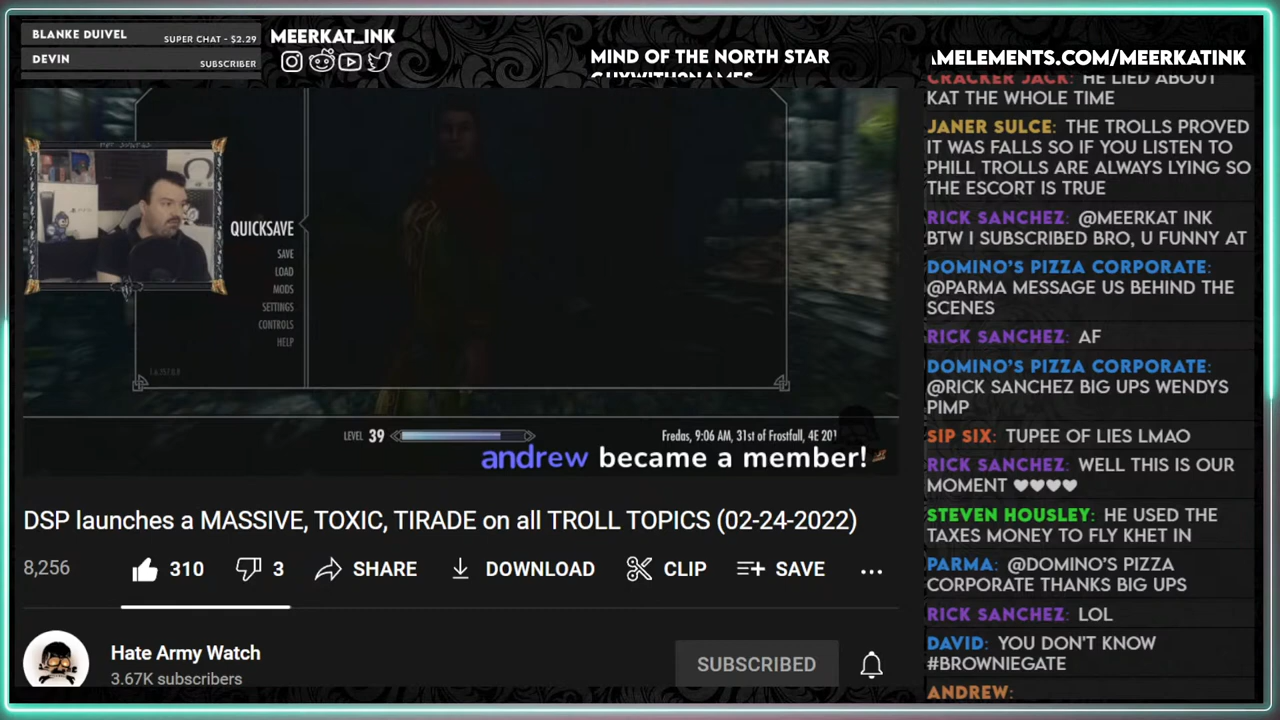 BLANKE DUIVEL
SUPER CHAT - $2.29
DEVIN
SUBSCRIBER
MEERKAT_INK
MIND OF THE NORTH STAR
GUYWITH2NAMES
AMELEMENTS.COM/MEERKATINK
QUICKSAVE
SAVE
LOAD
MODS
SETTINGS
CONTROLS
HELP
LEVEL 39
Fredas, 9:06 AM, 31st of Frostfall, 4E 201
andrew became a member!
DSP launches a MASSIVE, TOXIC, TIRADE on all TROLL TOPICS (02-24-2022)
8,256
310
3
SHARE
DOWNLOAD
CLIP
SAVE
...
Hate Army Watch
3.67K subscribers
SUBSCRIBED
CRACKER JACK: HE LIED ABOUT
KAT THE WHOLE TIME
JANER SULCE: THE TROLLS PROVED
IT WAS FALLS SO IF YOU LISTEN TO
PHILL TROLLS ARE ALWAYS LYING SO
THE ESCORT IS TRUE
RICK SANCHEZ: @MEERKAT INK
BTW I SUBSCRIBED BRO, U FUNNY AT
DOMINO'S PIZZA CORPORATE:
@PARMA MESSAGE US BEHIND THE
SCENES
RICK SANCHEZ: AF
DOMINO'S PIZZA CORPORATE:
@RICK SANCHEZ BIG UPS WENDYS
PIMP
SIP SIX: TUPEE OF LIES LMAO
RICK SANCHEZ: WELL THIS IS OUR
MOMENT ♥♥♥♥
STEVEN HOUSLEY: HE USED THE
TAXES MONEY TO FLY KHET IN
PARMA: @DOMINO'S PIZZA
CORPORATE THANKS BIG UPS
RICK SANCHEZ: LOL
DAVID: YOU DON'T KNOW
#BROWNIEGATE
ANDREW: